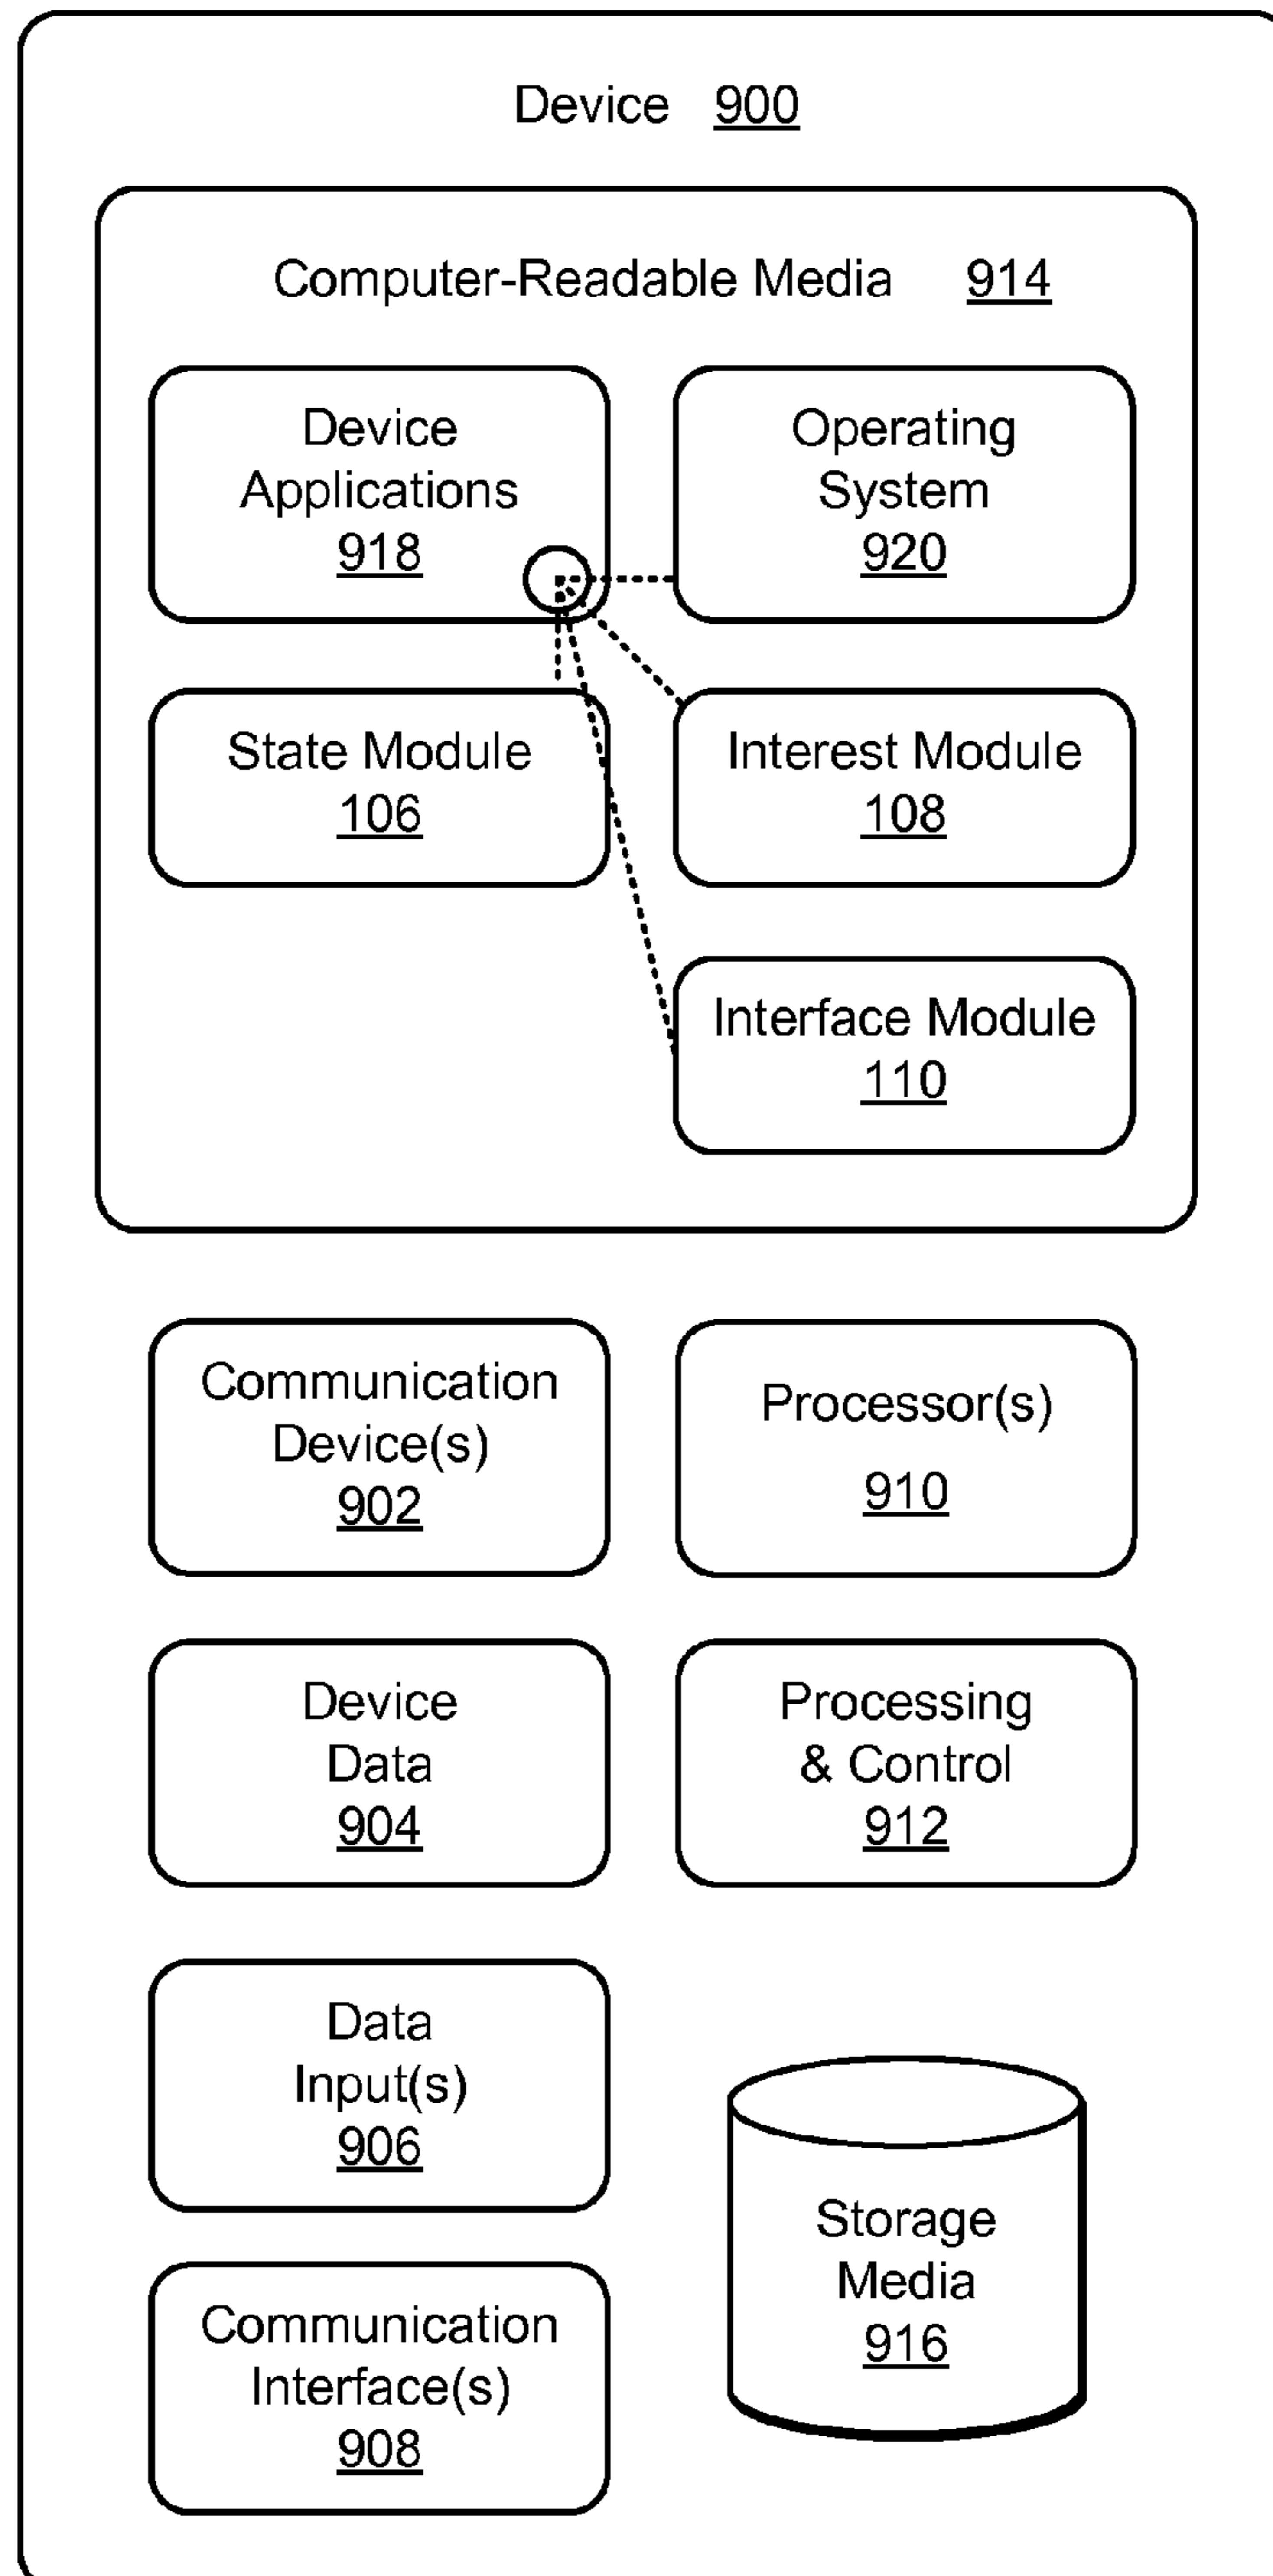 Device 900
Computer-Readable Media 914
Device
Applications
918
Operating
System
920
State Module
106
Interest Module
108
Interface Module
110
Communication
Device(s)
902
Processor(s)
910
Device
Data
904
Processing
& Control
912
Data
Input(s)
906
Storage
Media
916
Communication
Interface(s)
908